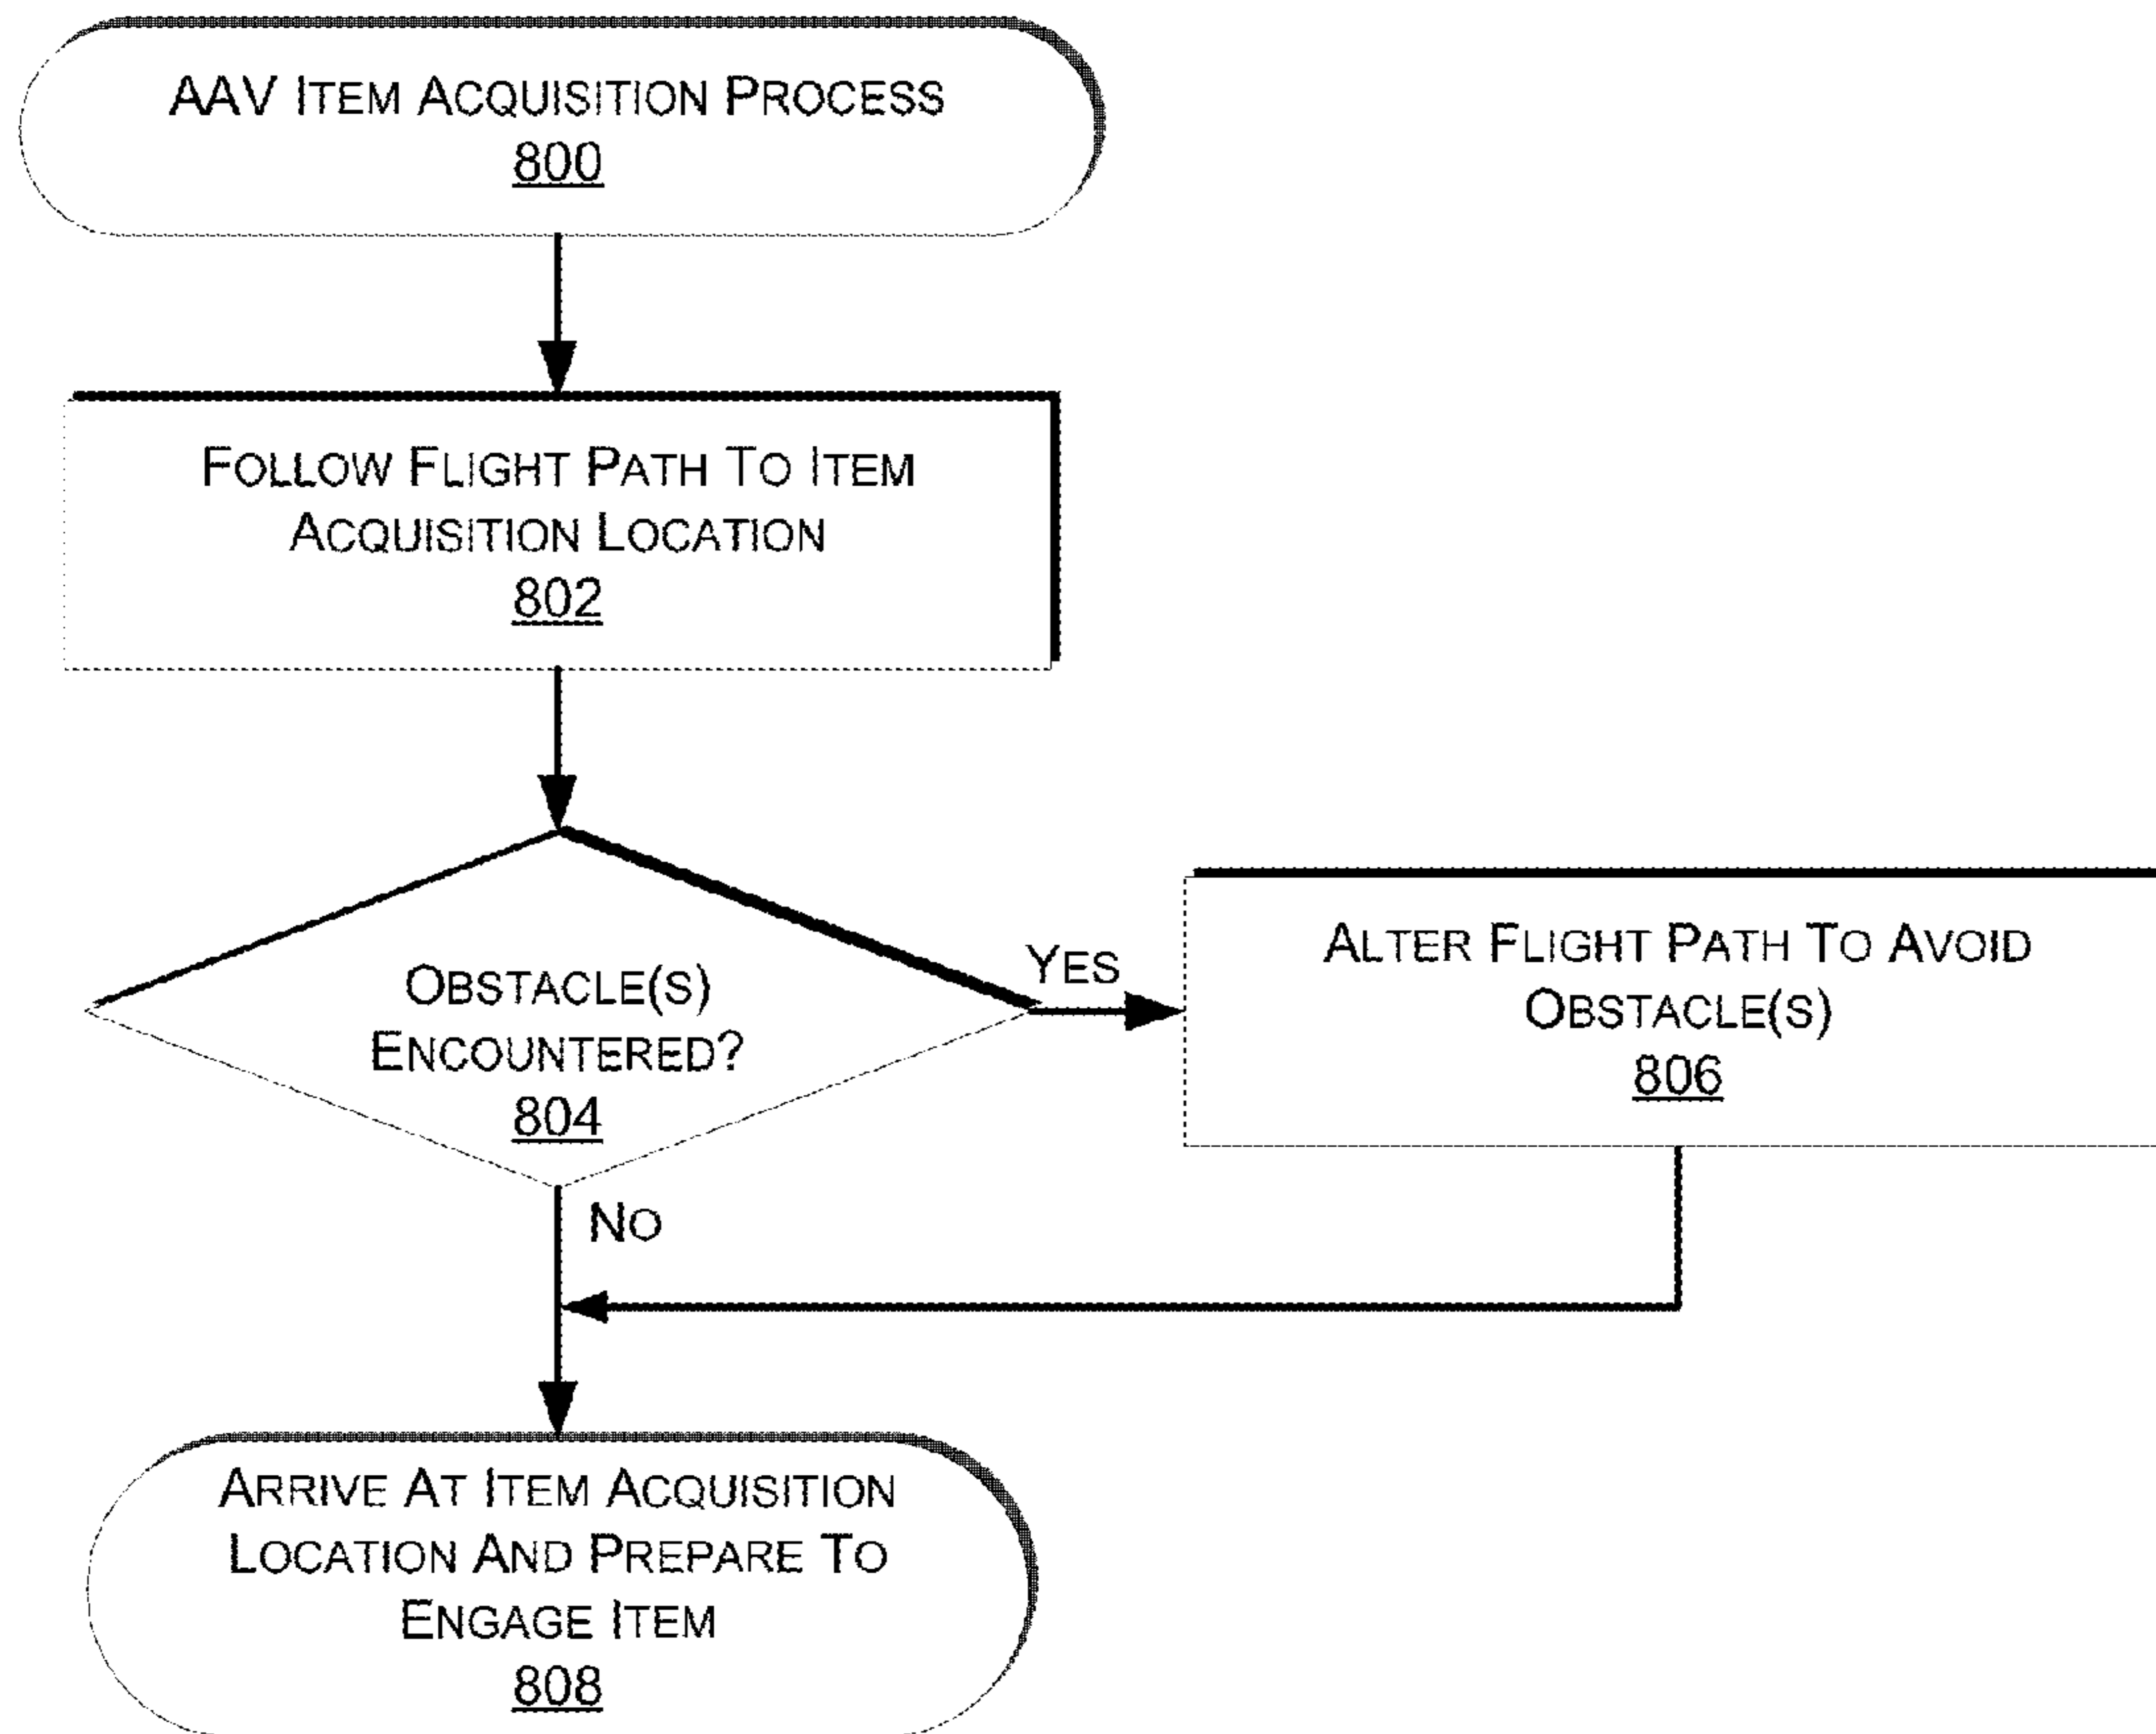 AAV ITEM ACQUISITION PROCESS
800
FOLLOW FLIGHT PATH TO ITEM
ACQUISITION LOCATION
802
OBSTACLE(S)
ENCOUNTERED?
804
YES
ALTER FLIGHT PATH TO AVOID
OBSTACLE(S)
806
NO
ARRIVE AT ITEM ACQUISITION
LOCATION AND PREPARE TO
ENGAGE ITEM
808